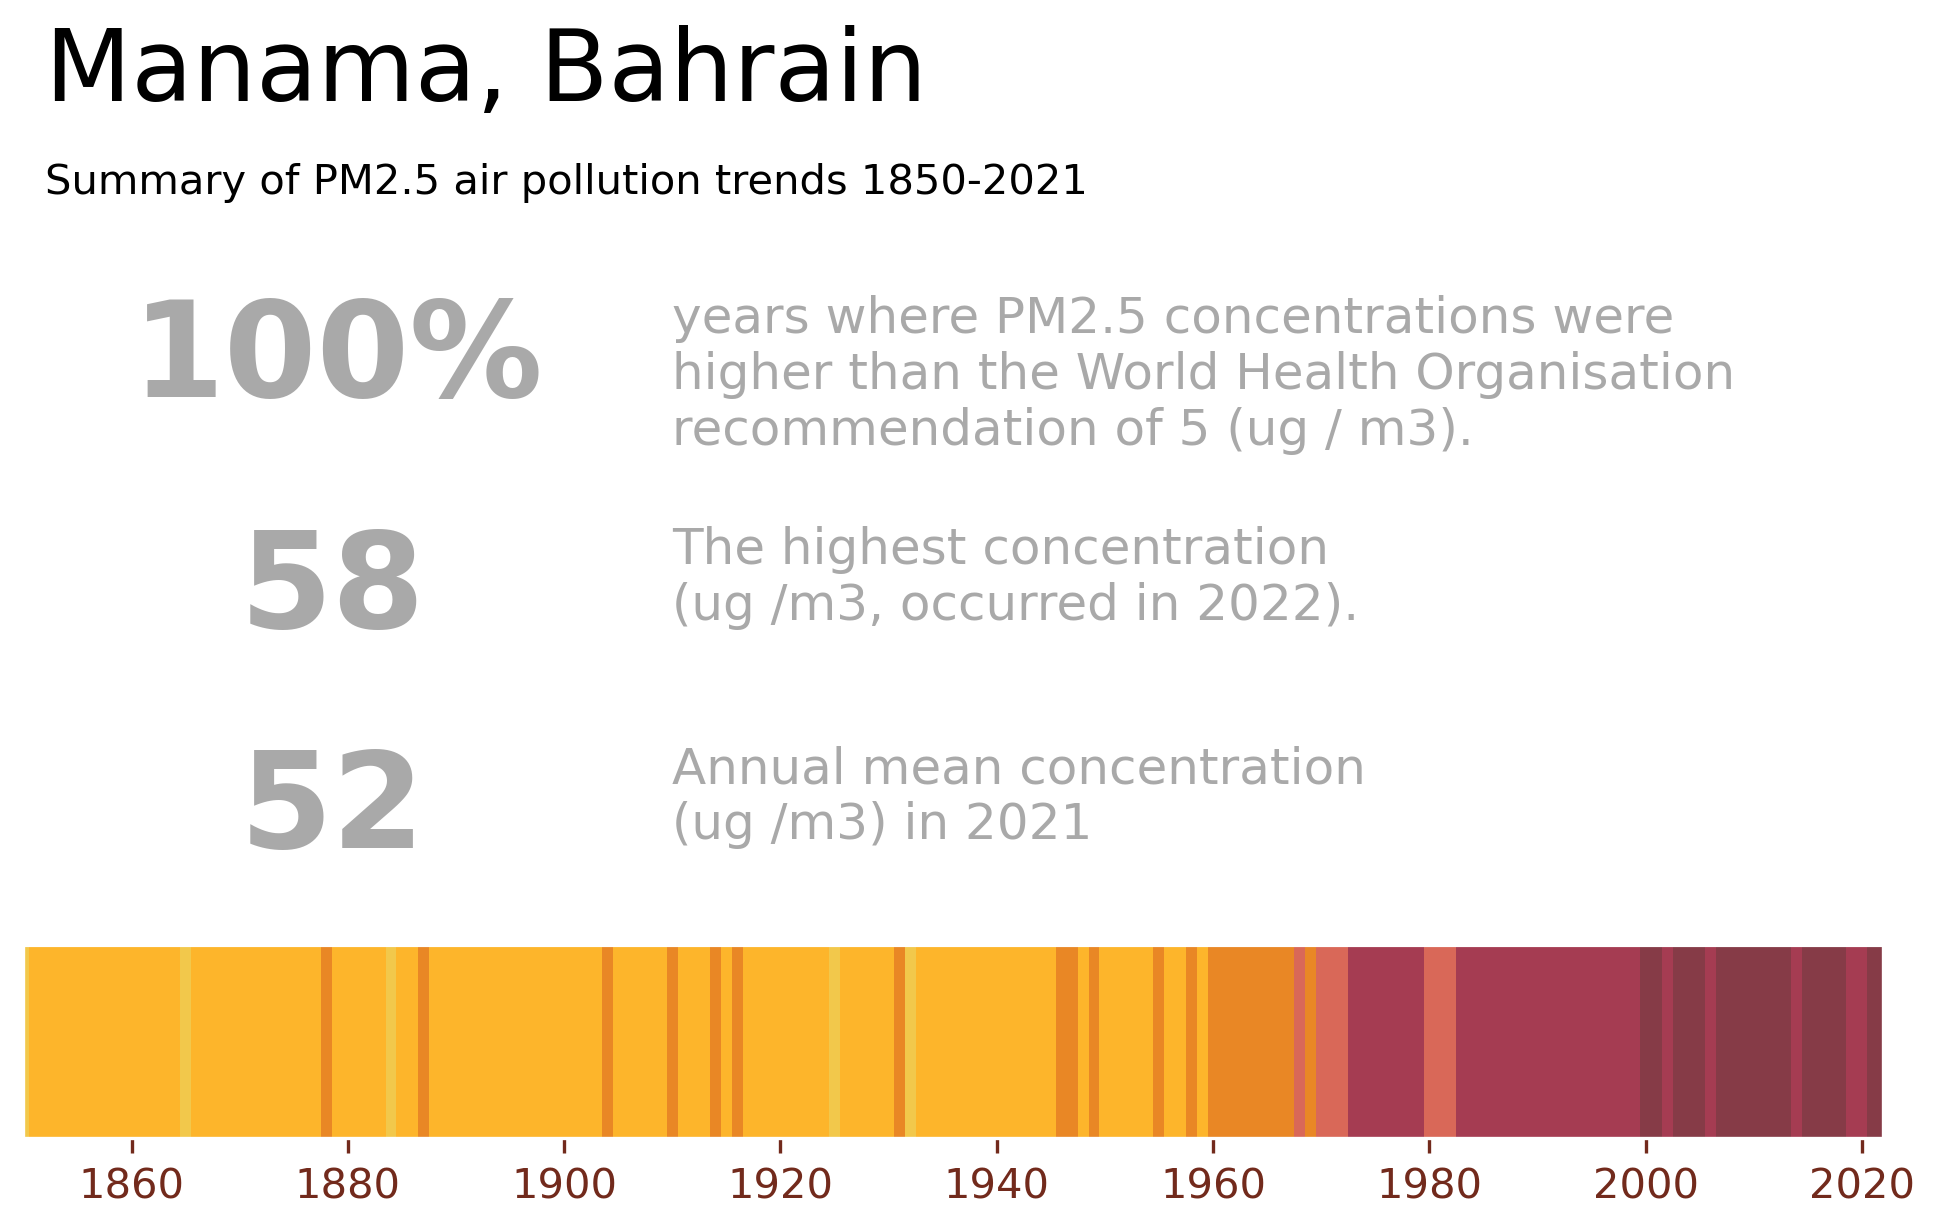 Manama, Bahrain
Summary of PM2.5 air pollution trends 1850-2021
100%
years where PM2.5 concentrations were
higher than the World Health Organisation
recommendation of 5 (ug / m3).
58
The highest concentration
(ug /m3, occurred in 2022).
52
Annual mean concentration
(ug /m3) in 2021
1860 1880 1900 1920 1940 1960 1980 2000 2020